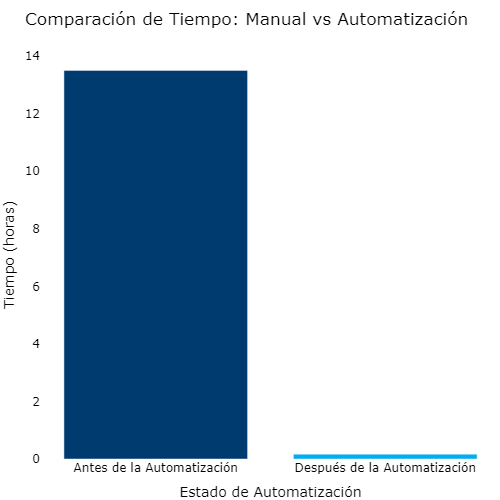 Comparación de Tiempo: Manual vs Automatización
14
12
10
8
6
4
2
0
Tiempo (horas)
Antes de la Automatización
Después de la Automatización
Estado de Automatización